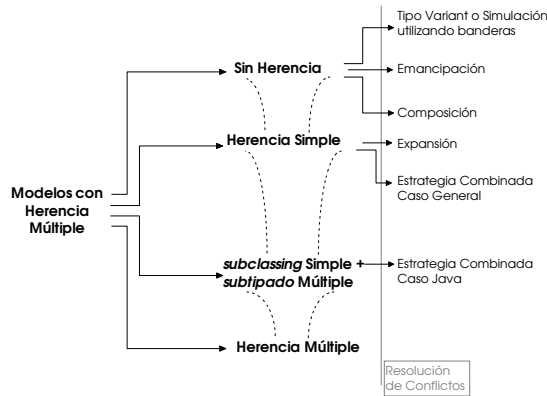 Tipo Variant o Simulación
utilizando banderas
Sin Herencia
Emancipación
Composición
Herencia Simple
Expansión
Estrategia Combinada
Caso General
Modelos con
Herencia
Múltiple
subclassing Simple +
subtipado Múltiple
Estrategia Combinada
Caso Java
Herencia Múltiple
Resolución
de Conflictos